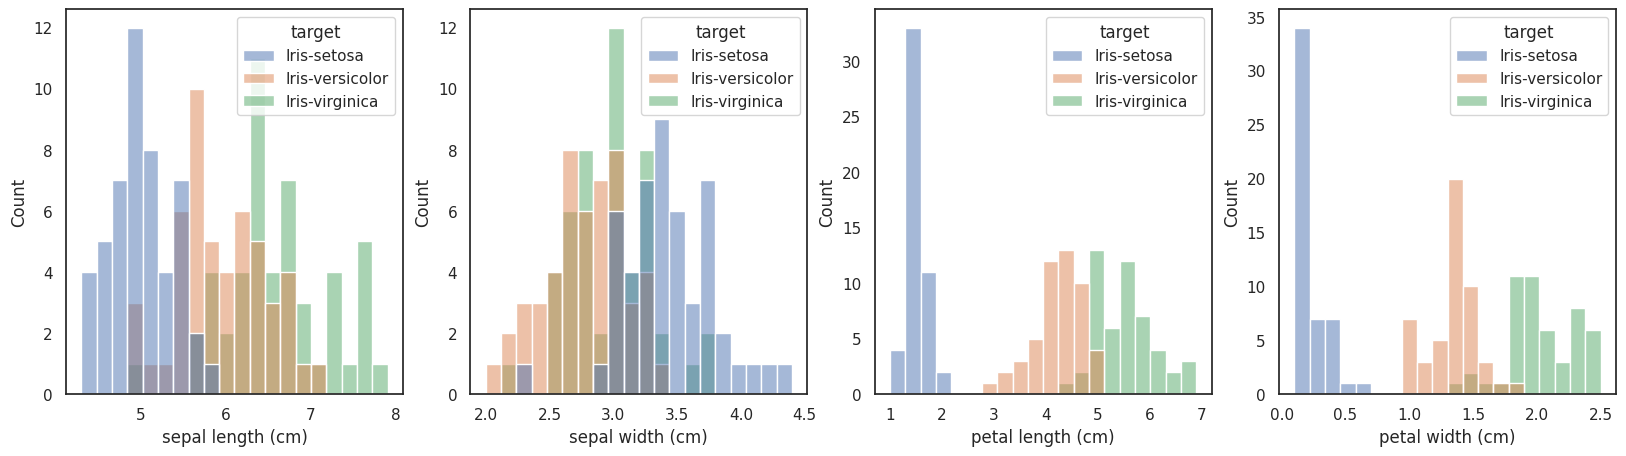 12
10
8
6
4
2
0
Count
5
6
7
8
sepal length (cm)
target
Iris-setosa
Iris-versicolor
Iris-virginica
12
10
8
6
4
2
0
Count
2.0
2.5
3.0
3.5
4.0
4.5
sepal width (cm)
target
Iris-setosa
Iris-versicolor
Iris-virginica
30
25
20
15
10
5
0
Count
1
2
3
4
5
6
7
petal length (cm)
target
Iris-setosa
Iris-versicolor
Iris-virginica
35
30
25
20
15
10
5
0
Count
0.0
0.5
1.0
1.5
2.0
2.5
petal width (cm)
target
Iris-setosa
Iris-versicolor
Iris-virginica